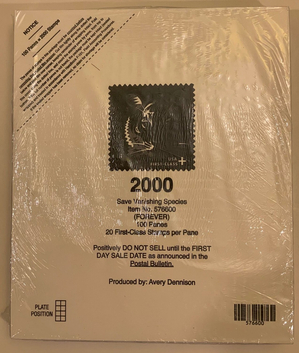 NOTICE
100 Panes = 2000 Stamps
USA
FIRST-CLASS +
2000
Save Vanishing Species
Item No. 576600
(FOREVER)
100 Panes
20 First-Class Stamps per Pane
Positively DO NOT SELL until the FIRST
DAY SALE DATE as announced in the
Postal Bulletin.
Produced by: Avery Dennison
PLATE
POSITION
576600